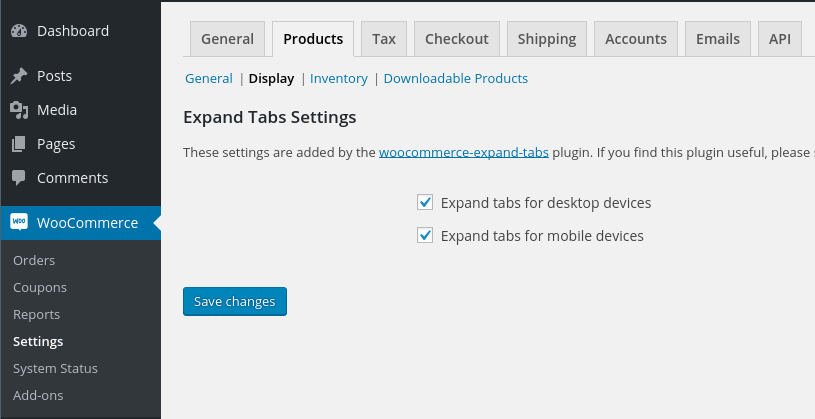 Dashboard
Posts
Media
Pages
Comments
WOO WooCommerce
Orders
Coupons
Reports
Settings
System Status
Add-ons
General Products Tax Checkout Shipping Accounts Emails API
General | Display | Inventory | Downloadable Products
Expand Tabs Settings
These settings are added by the woocommerce-expand-tabs plugin. If you find this plugin useful, please
Expand tabs for desktop devices
Expand tabs for mobile devices
Save changes